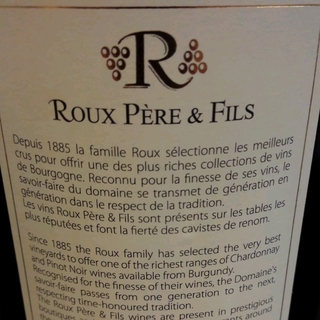 R
ROUX PÈRE & FILS
Depuis 1885 la famille Roux sélectionne les meilleurs
crus pour offrir une des plus riches collections de vins
de Bourgogne. Reconnu pour la finesse de ses vins, le
savoir-faire du domaine se transmet de génération en
génération dans le respect de la tradition.
Les vins Roux Père & Fils sont présents sur les tables les
plus réputées et font la fierté des cavistes de renom.
Since 1885 the Roux family has selected the very best
vineyards to offer one of the richest ranges of Chardonnay
and Pinot Noir wines available from Burgundy.
Recognised for the finesse of their wines, the Domaine's
savoir-faire passes from one generation to the next,
respecting time-honoured tradition.
The Roux Père & Fils wines are present in prestigious
boutique
around